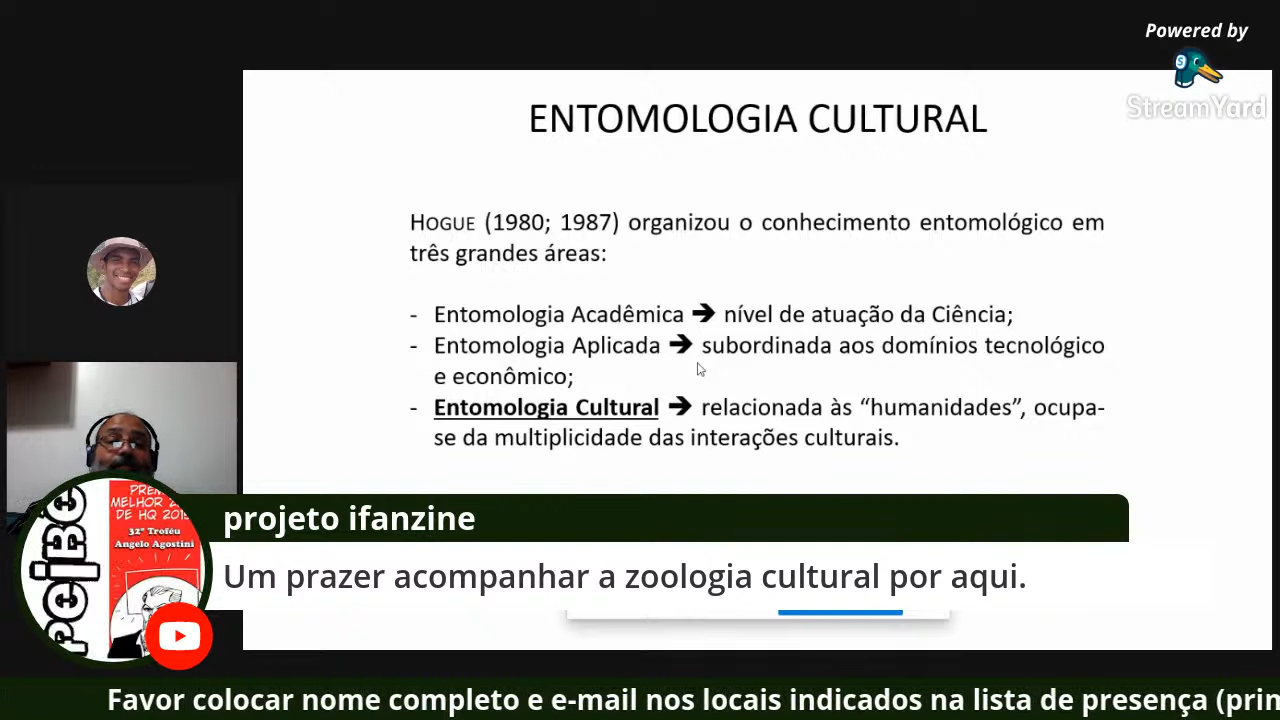 Powered by
StreamYard
ENTOMOLOGIA CULTURAL
HOGUE (1980; 1987) organizou o conhecimento entomológico em
três grandes áreas:
- Entomologia Acadêmica ➔ nível de atuação da Ciência;
- Entomologia Aplicada ➔ subordinada aos domínios tecnológico
e econômico;
- Entomologia Cultural ➔ relacionada às “humanidades”, ocupa-
se da multiplicidade das interações culturais.
MELHOR
DE HQ
32º Troféu
Angelo Agostini
projeto ifanzine
Um prazer acompanhar a zoologia cultural por aqui.
Favor colocar nome completo e e-mail nos locais indicados na lista de presença (prin